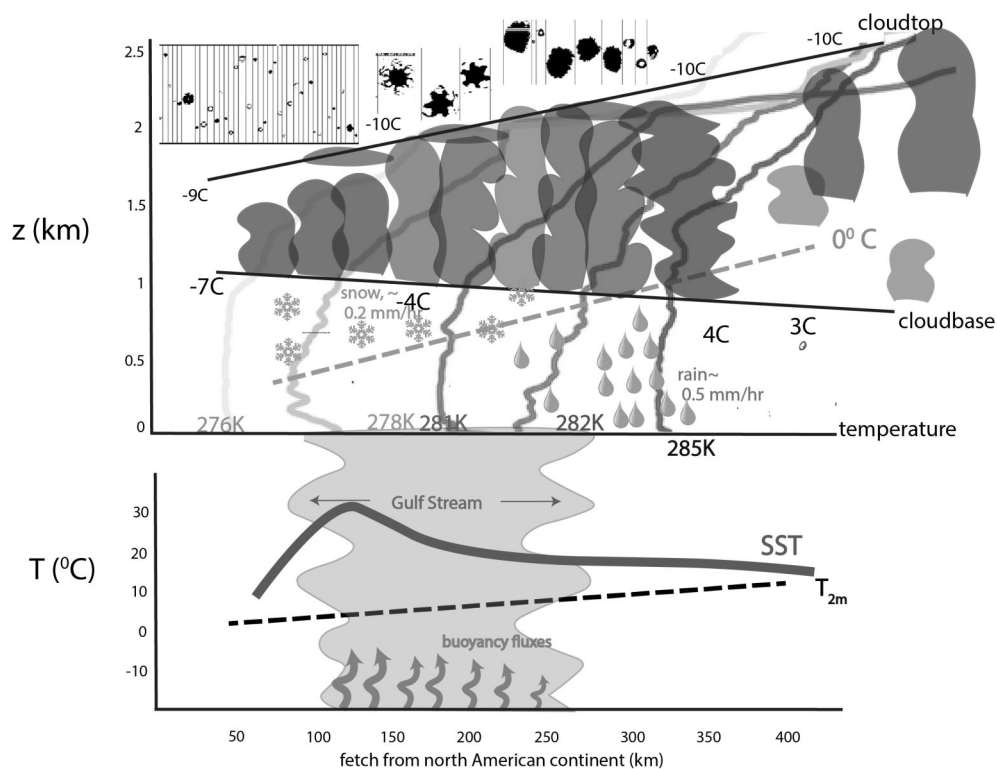 cloudtop
2.5
-10C
-10C
-10C
2
-9C
1.5
z (km)
0⁰ C
-7C
1
snow, ~
0.2 mm/hr
-4C
cloudbase
4C
3C
0.5
rain~
0.5 mm/hr
276K
278K
281K
282K
0
temperature
285K
30
Gulf Stream
20
SST
T (⁰C)
10
T2m
0
buoyancy fluxes
-10
50
100
150
200
250
300
350
400
fetch from north American continent (km)